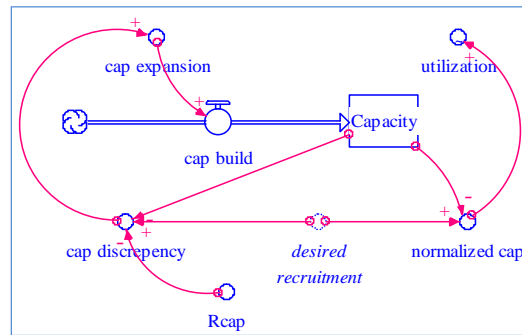 +
cap expansion
+
utilization
+
+
Capacity
cap build
-
-
+
+
-
cap discrepency
desired
recruitment
normalized cap
Rcap